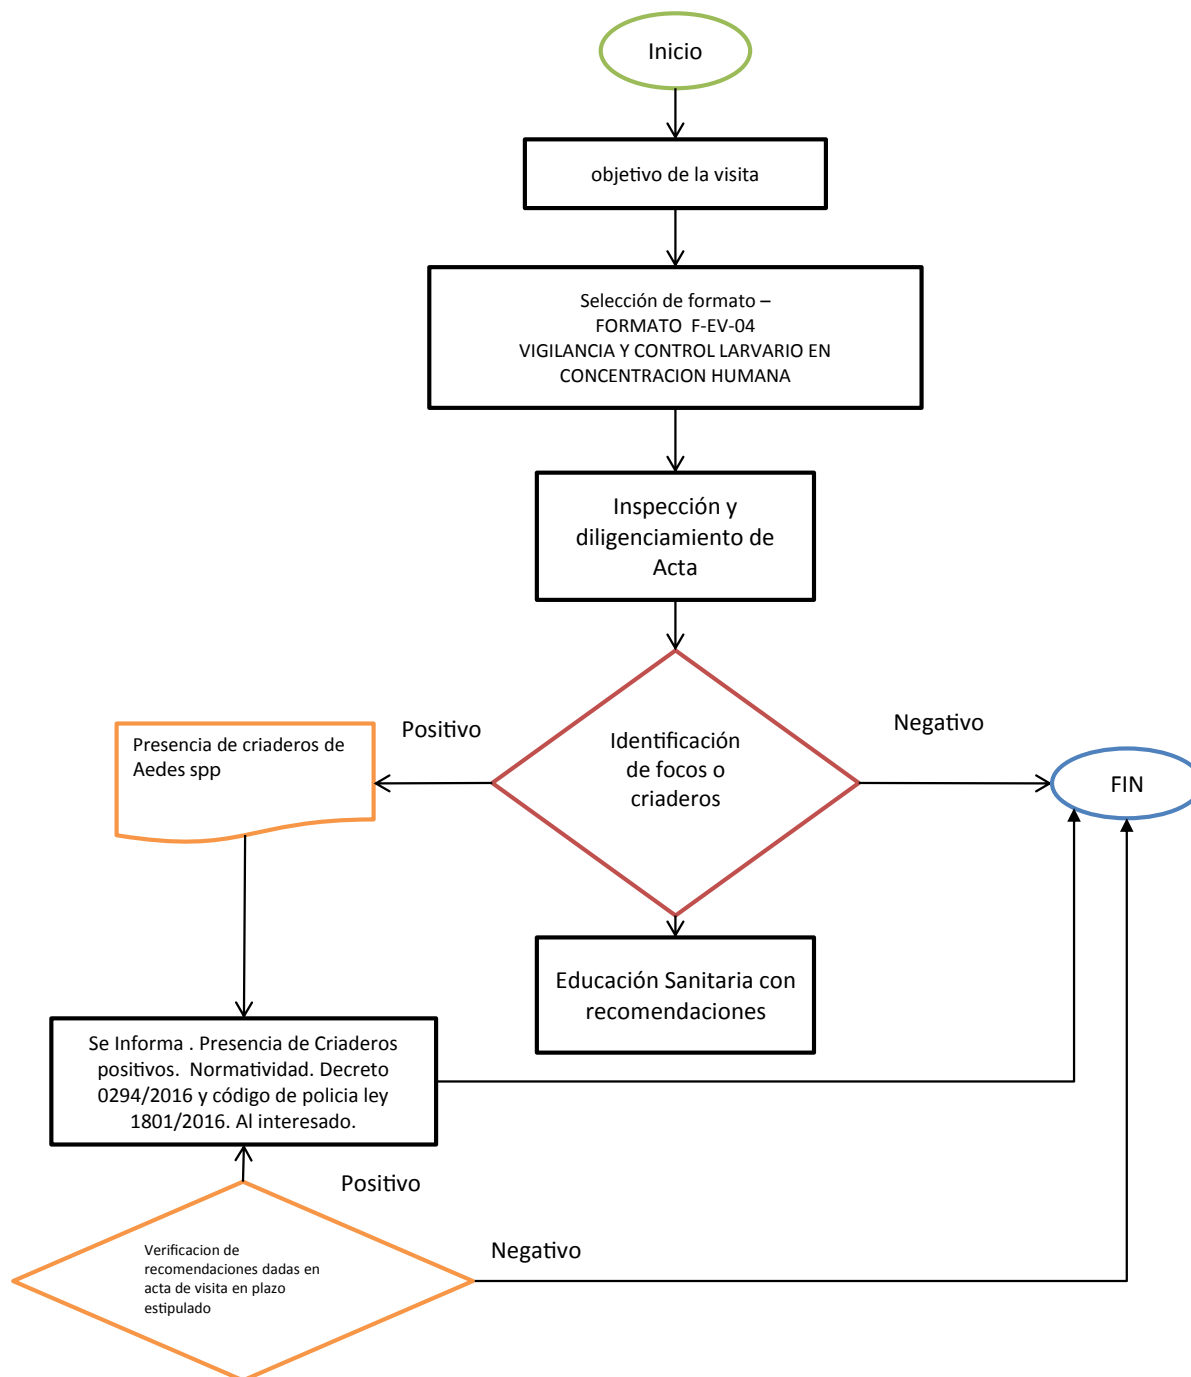 Inicio
objetivo de la visita
Selección de formato –
FORMATO  F-EV-04
VIGILANCIA Y CONTROL LARVARIO EN
CONCENTRACION HUMANA
Inspección y
diligenciamiento de
Acta
Positivo
Negativo
Identificación
de focos o
criaderos
Presencia de criaderos de
Aedes spp
FIN
Educación Sanitaria con
recomendaciones
Se Informa . Presencia de Criaderos
positivos.  Normatividad. Decreto
0294/2016 y código de policia ley
1801/2016. Al interesado.
Positivo
Negativo
Verificacion de
recomendaciones dadas en
acta de visita en plazo
estipulado